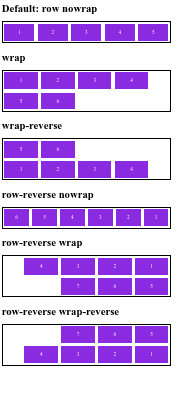 Default: row nowrap
1 2 3 4 5
wrap
1 2 3 4
5 6
wrap-reverse
5 6
1 2 3 4
row-reverse nowrap
6 5 4 3 2 1
row-reverse wrap
4 3 2 1
7 6 5
row-reverse wrap-reverse
7 6 5
4 3 2 1